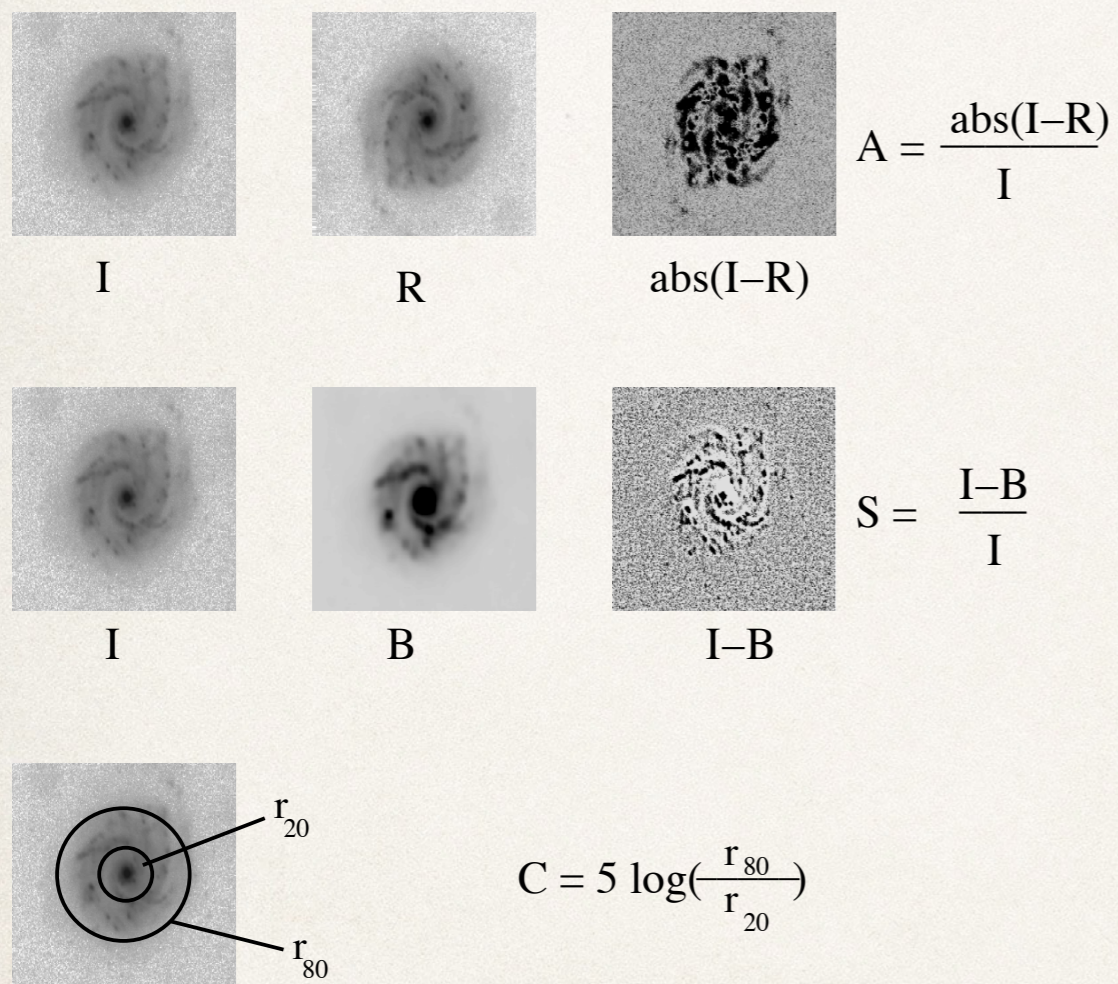 A = abs(I–R)
I
I R abs(I–R)
S = I–B
I
I B I–B
r20
C = 5 log( r80
r20 )
r80